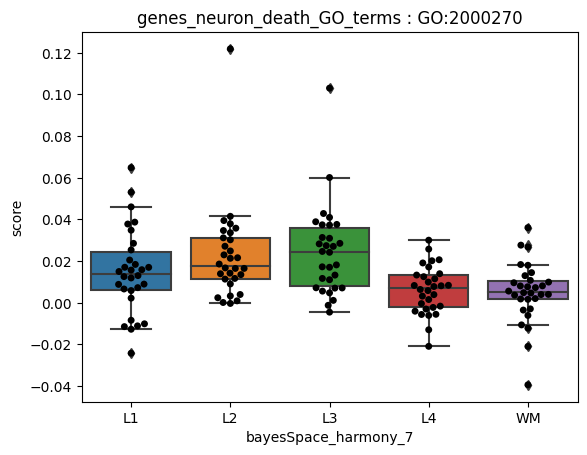 genes_neuron_death_GO_terms : GO:2000270
0.12
0.10
0.08
0.06
0.04
0.02
0.00
−0.02
−0.04
score
L1 L2 L3 L4 WM
bayesSpace_harmony_7